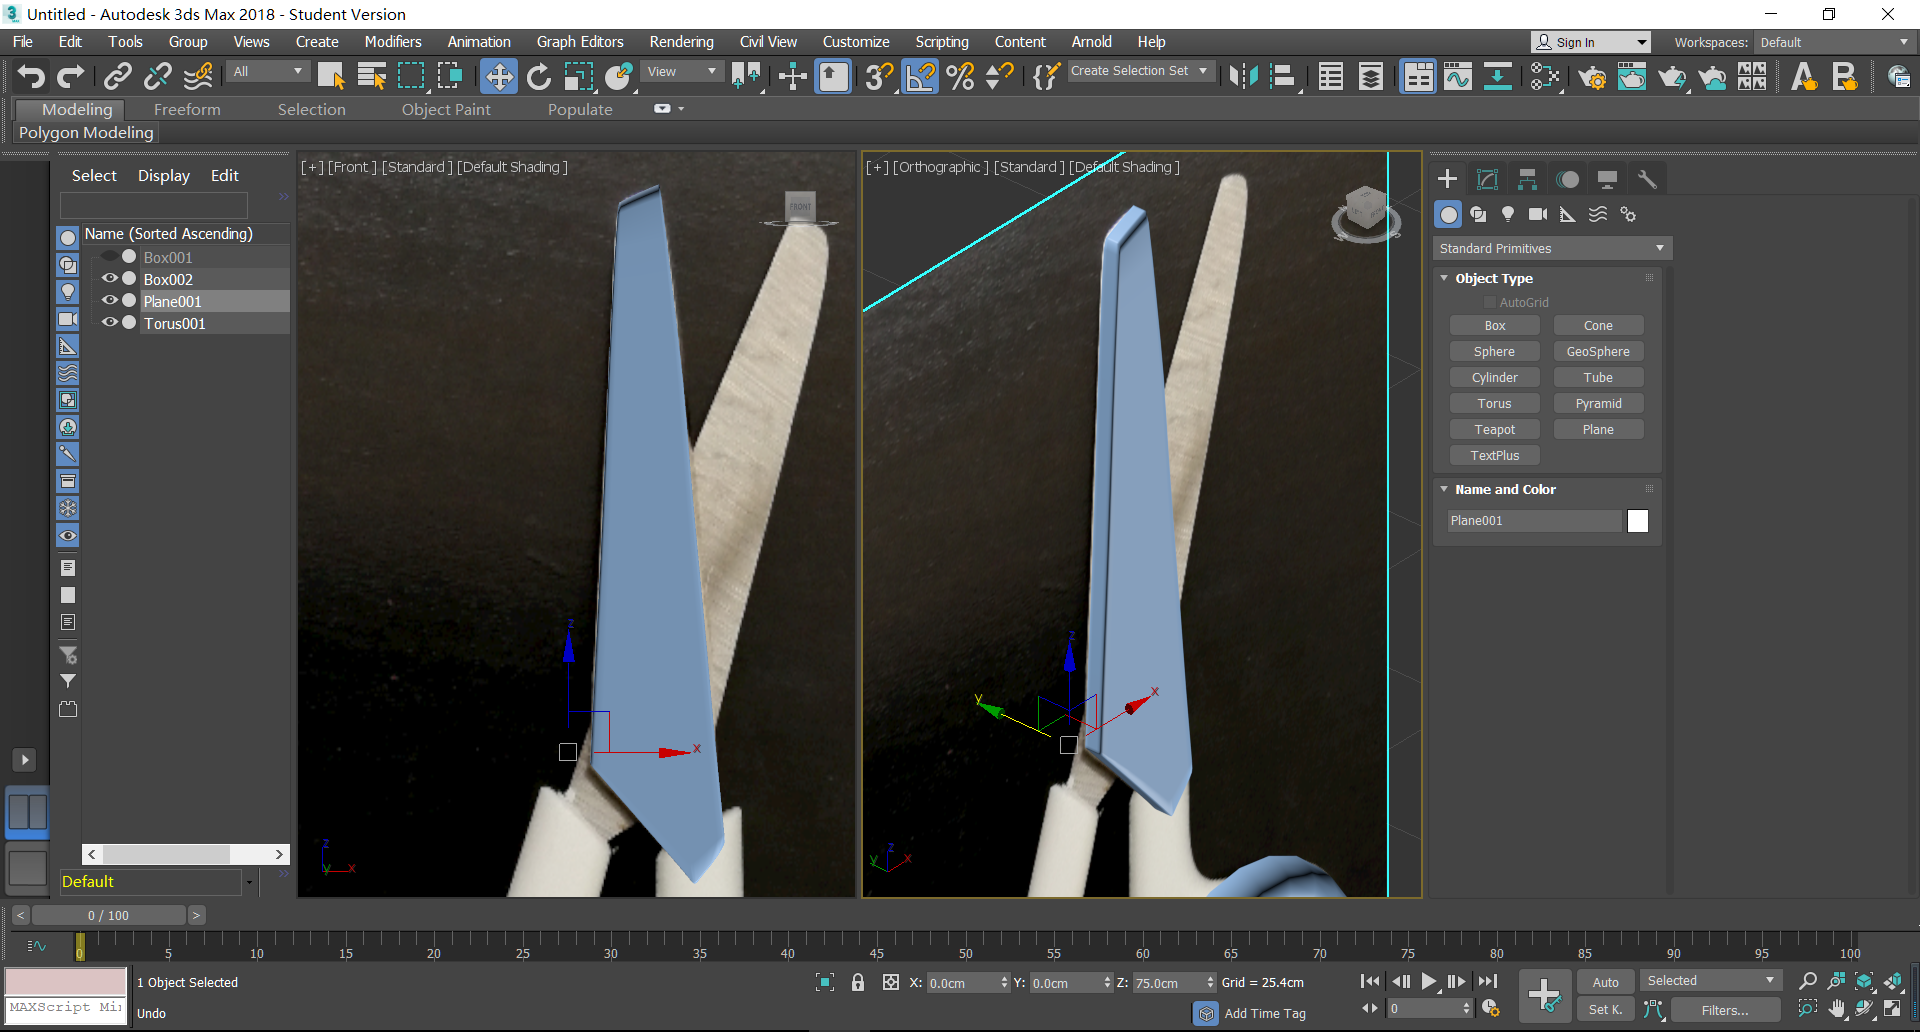 Untitled - Autodesk 3ds Max 2018 - Student Version
File Edit Tools Group Views Create Modifiers Animation Graph Editors Rendering Civil View Customize Scripting Content Arnold Help Sign In Workspaces: Default
All View Create Selection Set
Modeling Freeform Selection Object Paint Populate
Polygon Modeling
Select Display Edit
Name (Sorted Ascending)
Box001
Box002
Plane001
Torus001
Default
[+] [Front] [Standard] [Default Shading]
FRONT
z
x
z
y x
[+] [Orthographic] [Standard] [Default Shading]
z
y
x
z
y x
Standard Primitives
Object Type
AutoGrid
Box Cone
Sphere GeoSphere
Cylinder Tube
Torus Pyramid
Teapot Plane
TextPlus
Name and Color
Plane001
< 0 / 100 >
0 5 10 15 20 25 30 35 40 45 50 55 60 65 70 75 80 85 90 95 100
1 Object Selected
X: 0.0cm Y: 0.0cm Z: 75.0cm Grid = 25.4cm
Auto Selected
MAXScript Mi
Undo
Add Time Tag
0
Set K. Filters...